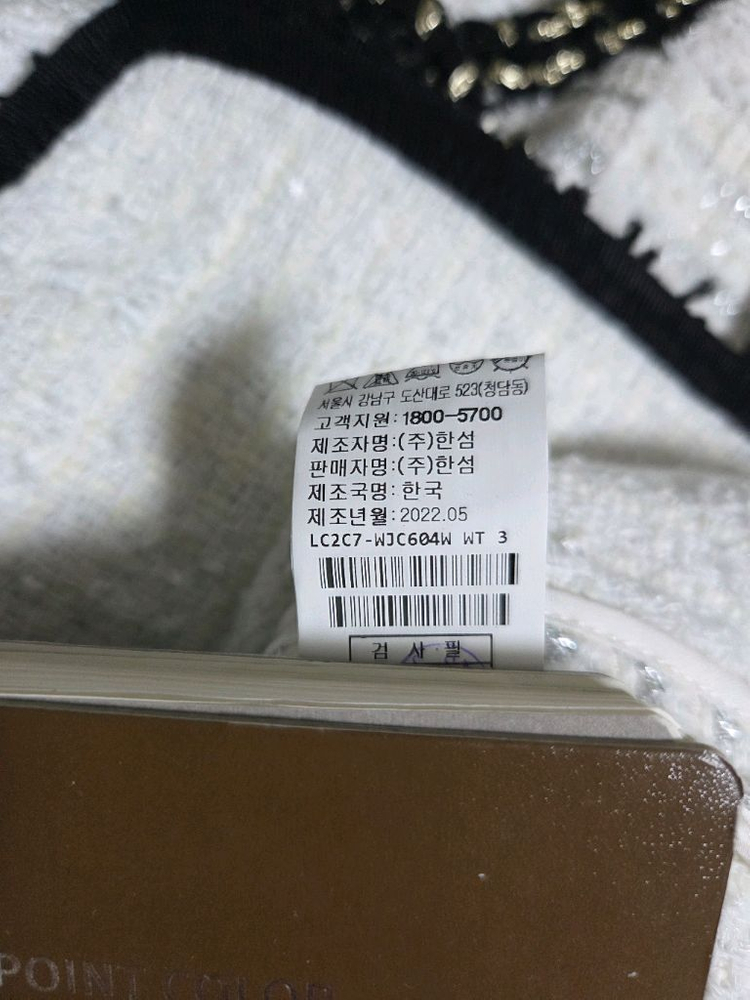 서울시 강남구 도산대로 523(청담동)
고객지원: 1800-5700
제조자명:(주)한섬
판매자명:(주)한섬
제조국명: 한국
제조년월: 2022.05
LC2C7-WJC604W WT 3
검 사 필
POINT COLOR